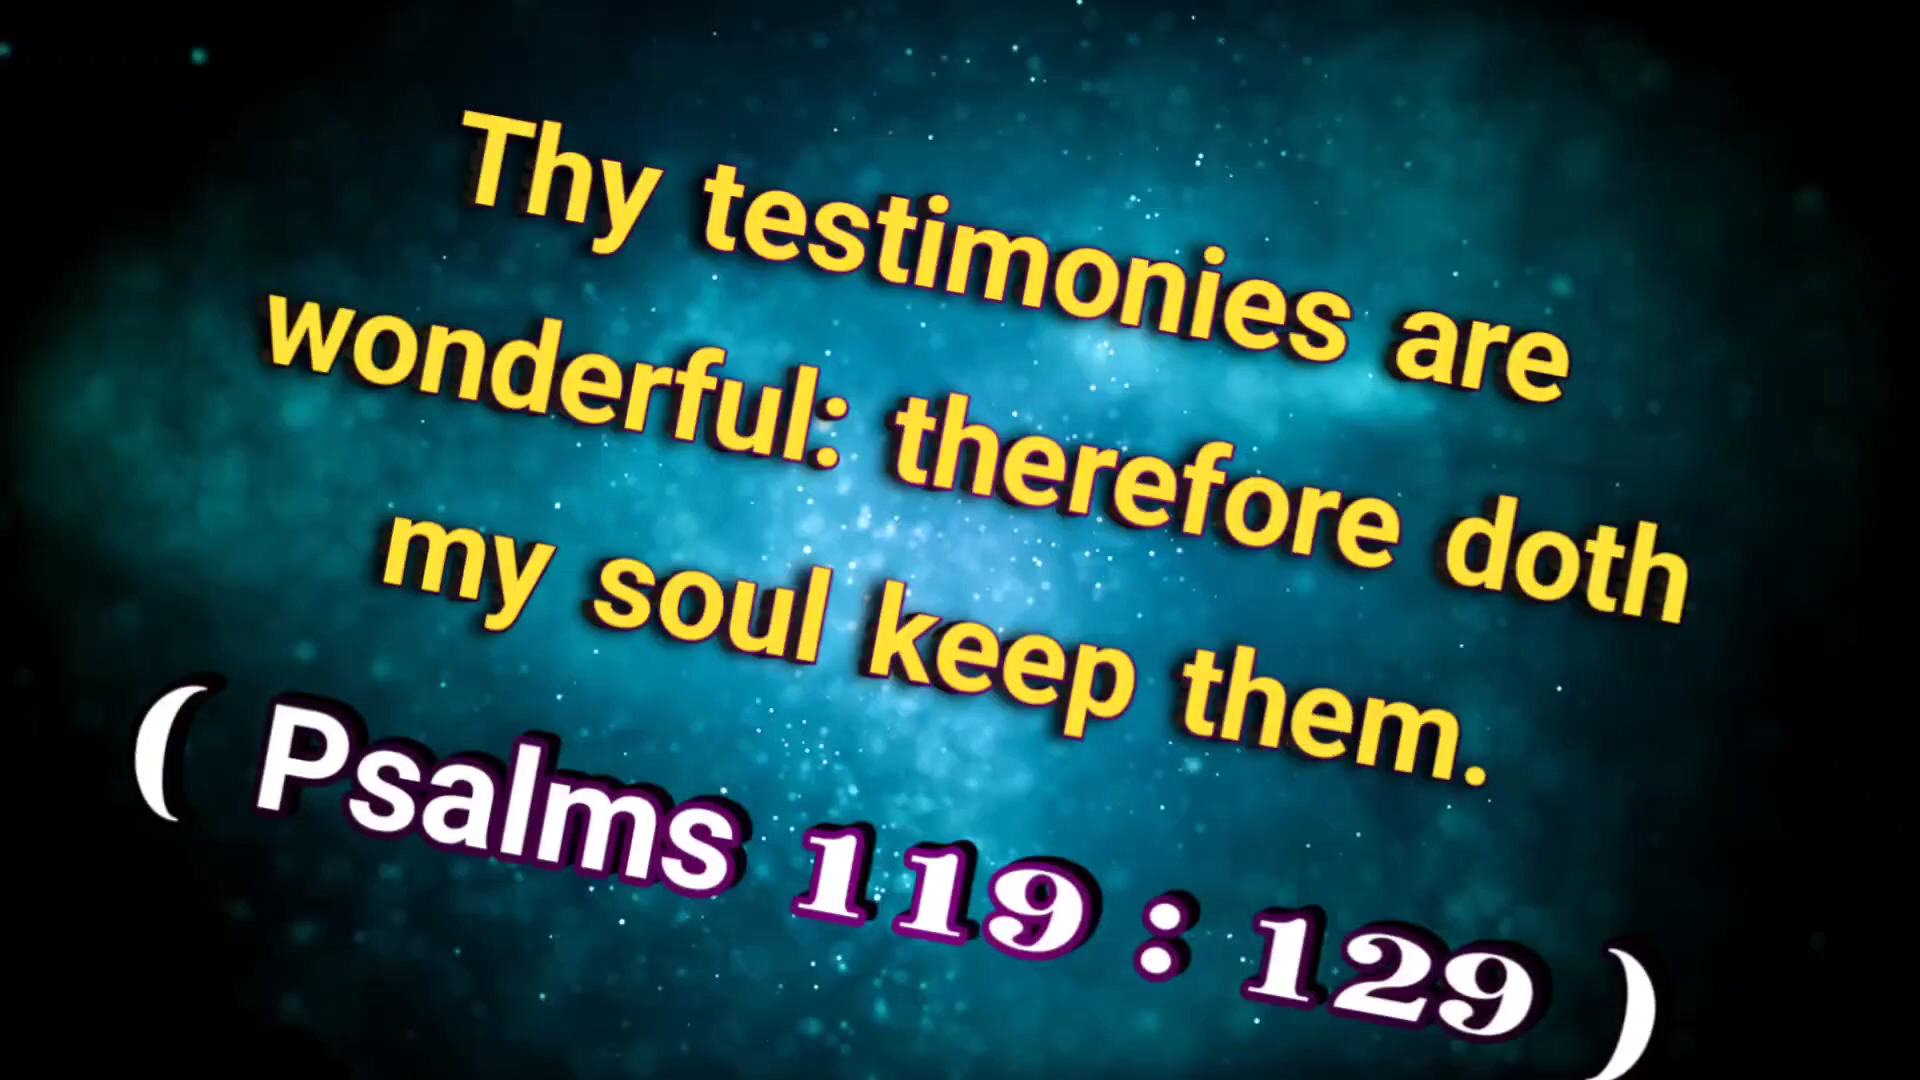 Thy testimonies are
wonderful: therefore doth
my soul keep them.
( Psalms 119 : 129 )